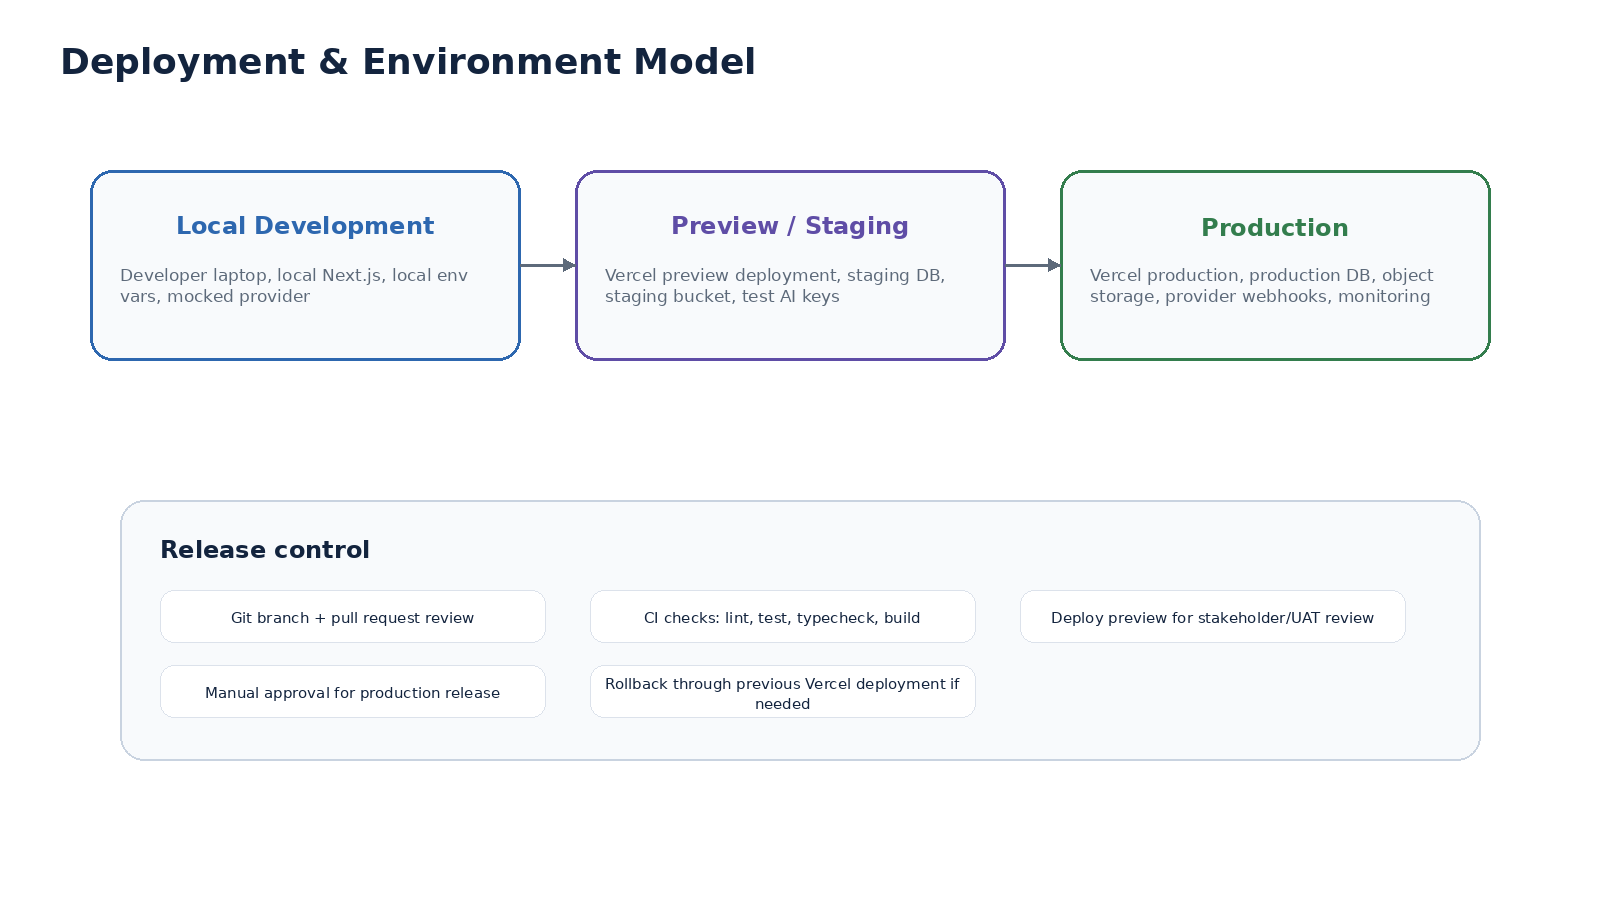 Deployment & Environment Model
Local Development
Developer laptop, local Next.js, local env
vars, mocked provider
Preview / Staging
Vercel preview deployment, staging DB,
staging bucket, test AI keys
Production
Vercel production, production DB, object
storage, provider webhooks, monitoring
Release control
Git branch + pull request review
CI checks: lint, test, typecheck, build
Deploy preview for stakeholder/UAT review
Manual approval for production release
Rollback through previous Vercel deployment if
needed